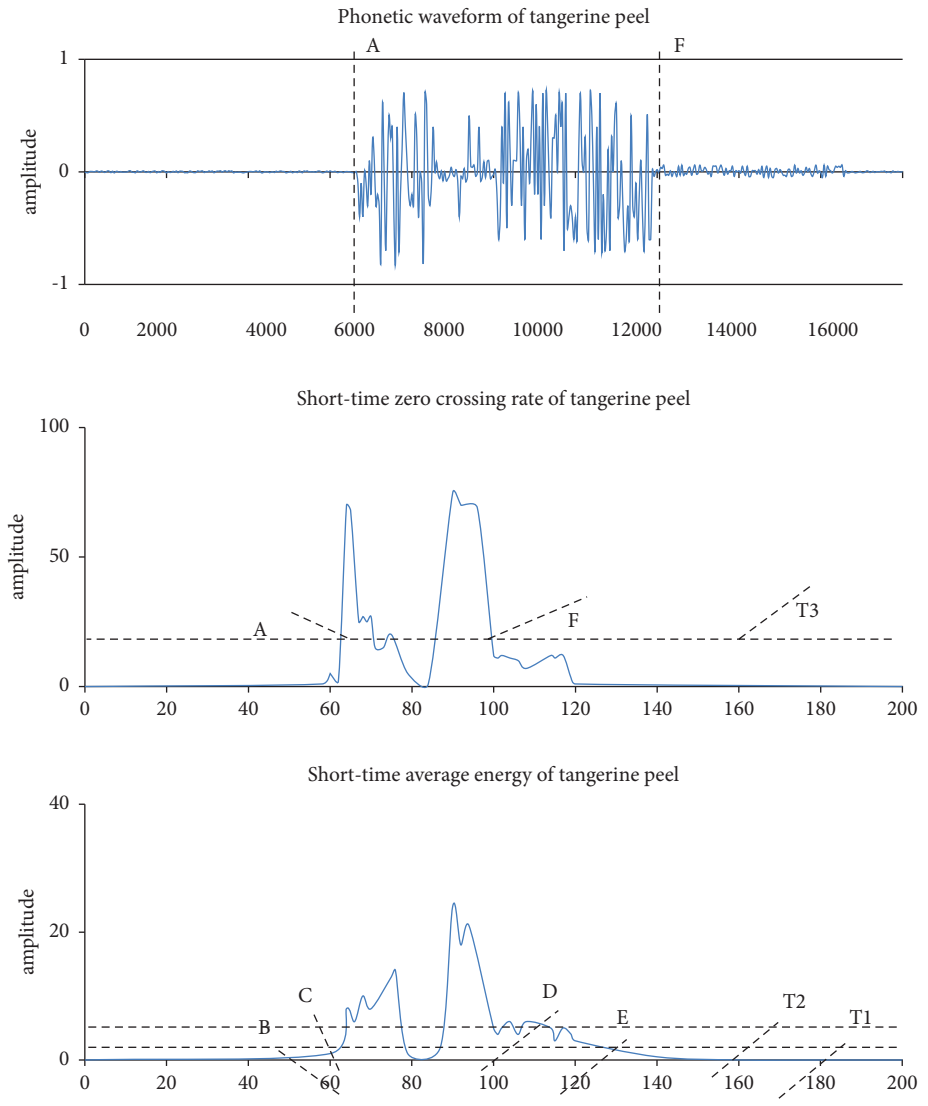 Phonetic waveform of tangerine peel
A F
1
0
-1
amplitude
0 2000 4000 6000 8000 10000 12000 14000 16000
Short-time zero crossing rate of tangerine peel
100
50
0
amplitude
A F T3
0 20 40 60 80 100 120 140 160 180 200
Short-time average energy of tangerine peel
40
20
0
amplitude
C D T2
B E T1
0 20 40 60 80 100 120 140 160 180 200